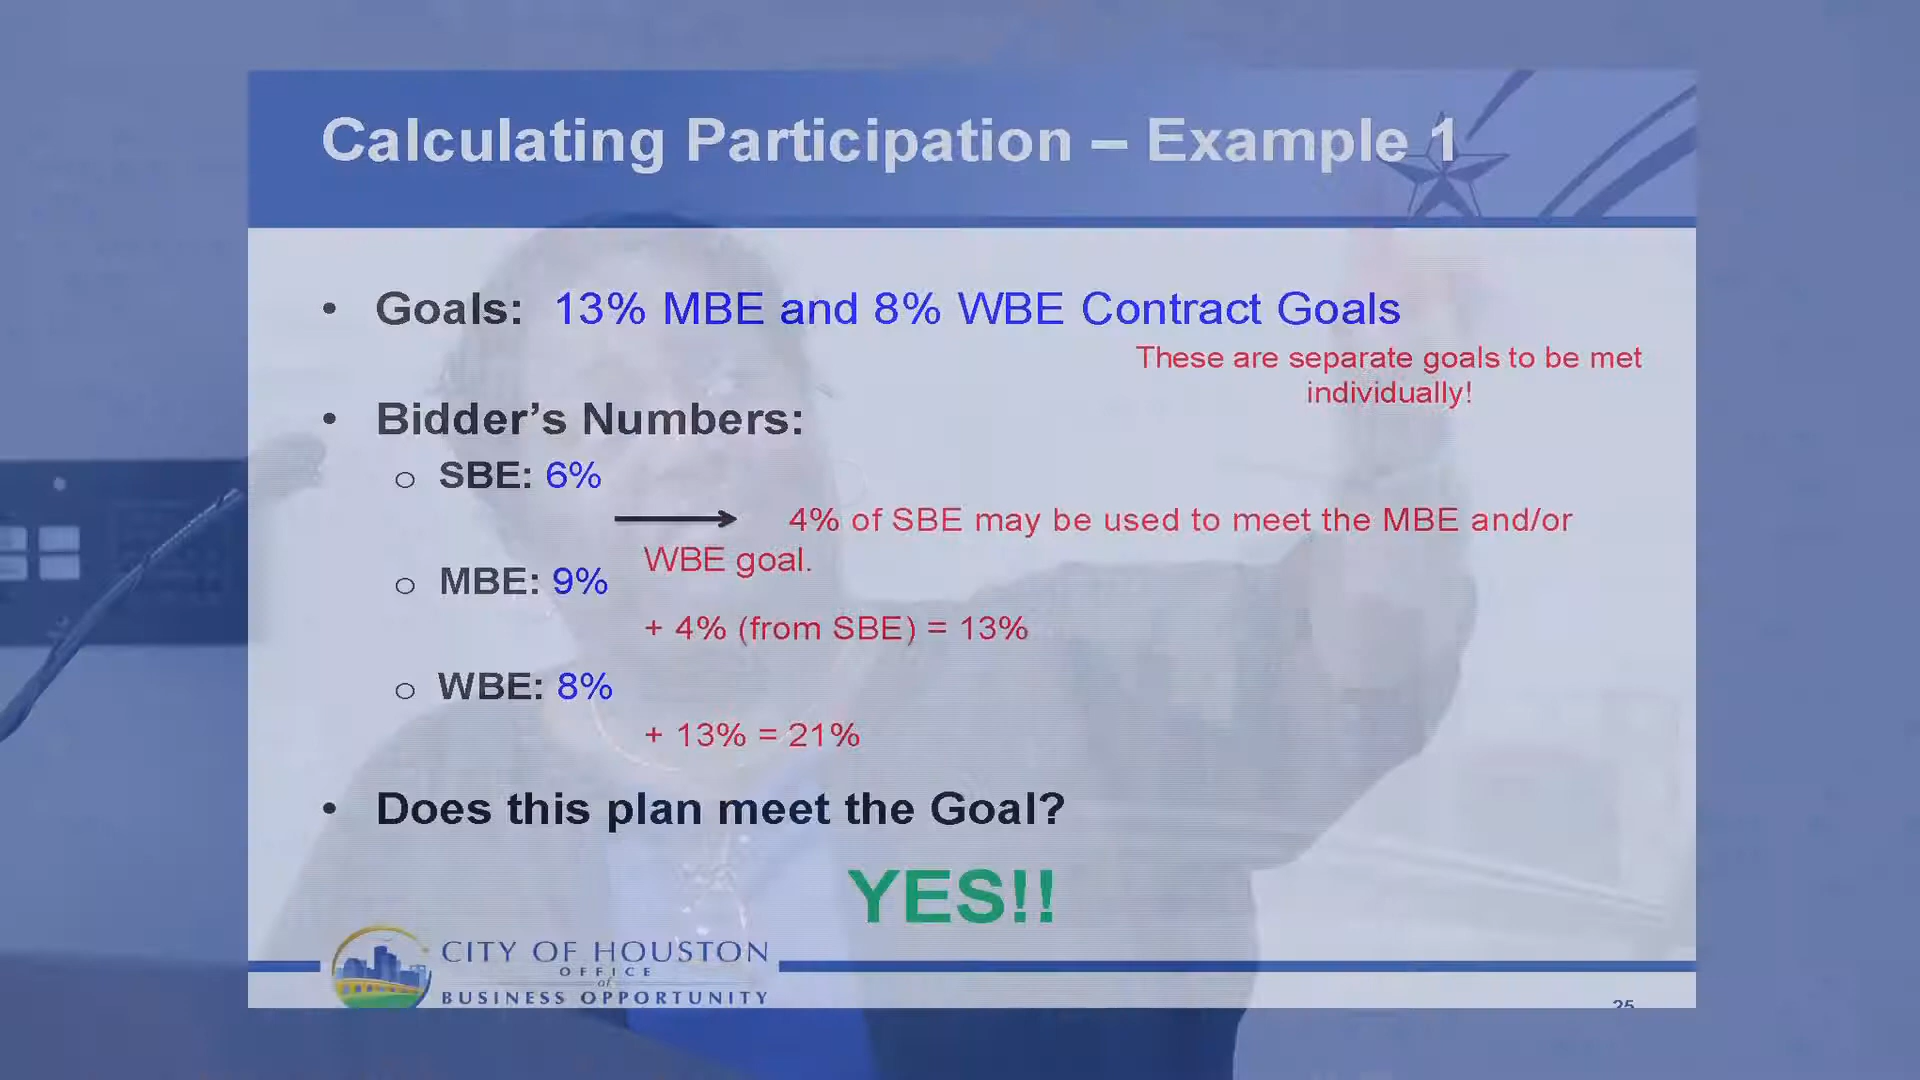 Calculating Participation – Example 1
• Goals: 13% MBE and 8% WBE Contract Goals
These are separate goals to be met
individually!
• Bidder’s Numbers:
o SBE: 6%
4% of SBE may be used to meet the MBE and/or
WBE goal.
o MBE: 9%
+ 4% (from SBE) = 13%
o WBE: 8%
+ 13% = 21%
• Does this plan meet the Goal?
YES!!
CITY OF HOUSTON
OFFICE
of
BUSINESS OPPORTUNITY
25